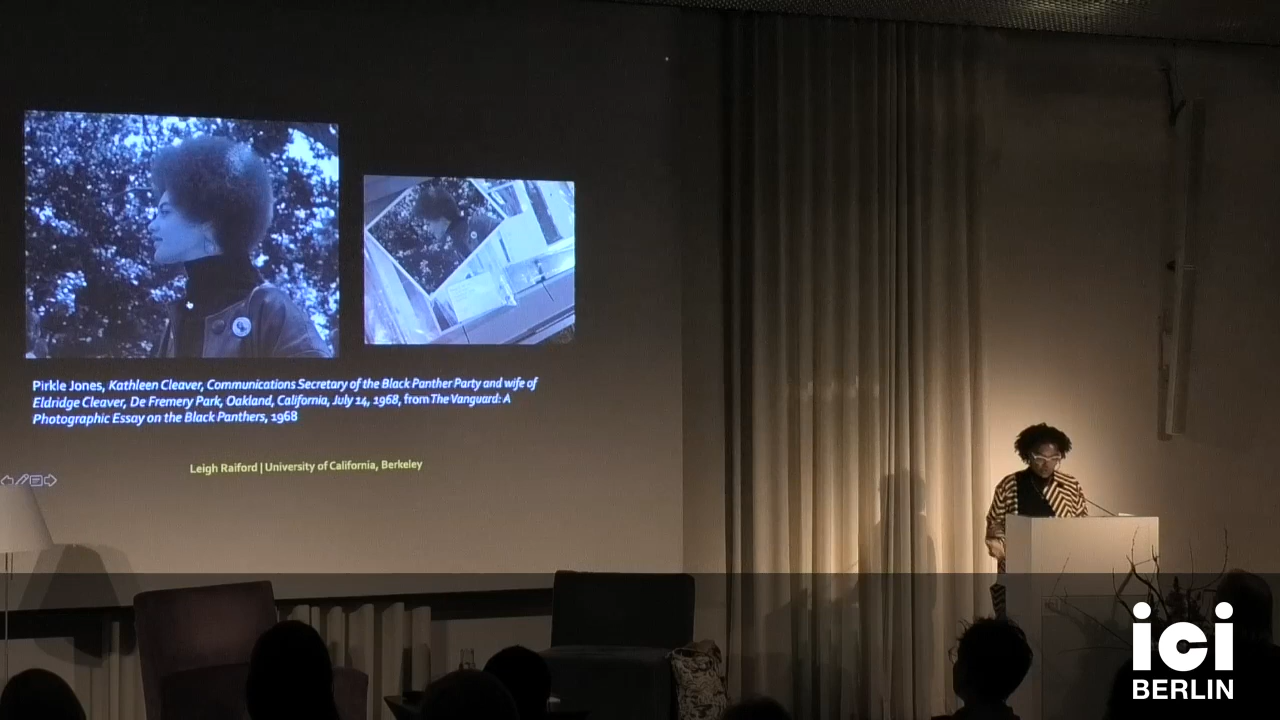 Pirkle Jones, Kathleen Cleaver, Communications Secretary of the Black Panther Party and wife of
Eldridge Cleaver, De Fremery Park, Oakland, California, July 14, 1968, from The Vanguard: A
Photographic Essay on the Black Panthers, 1968
Leigh Raiford | University of California, Berkeley
ici
BERLIN